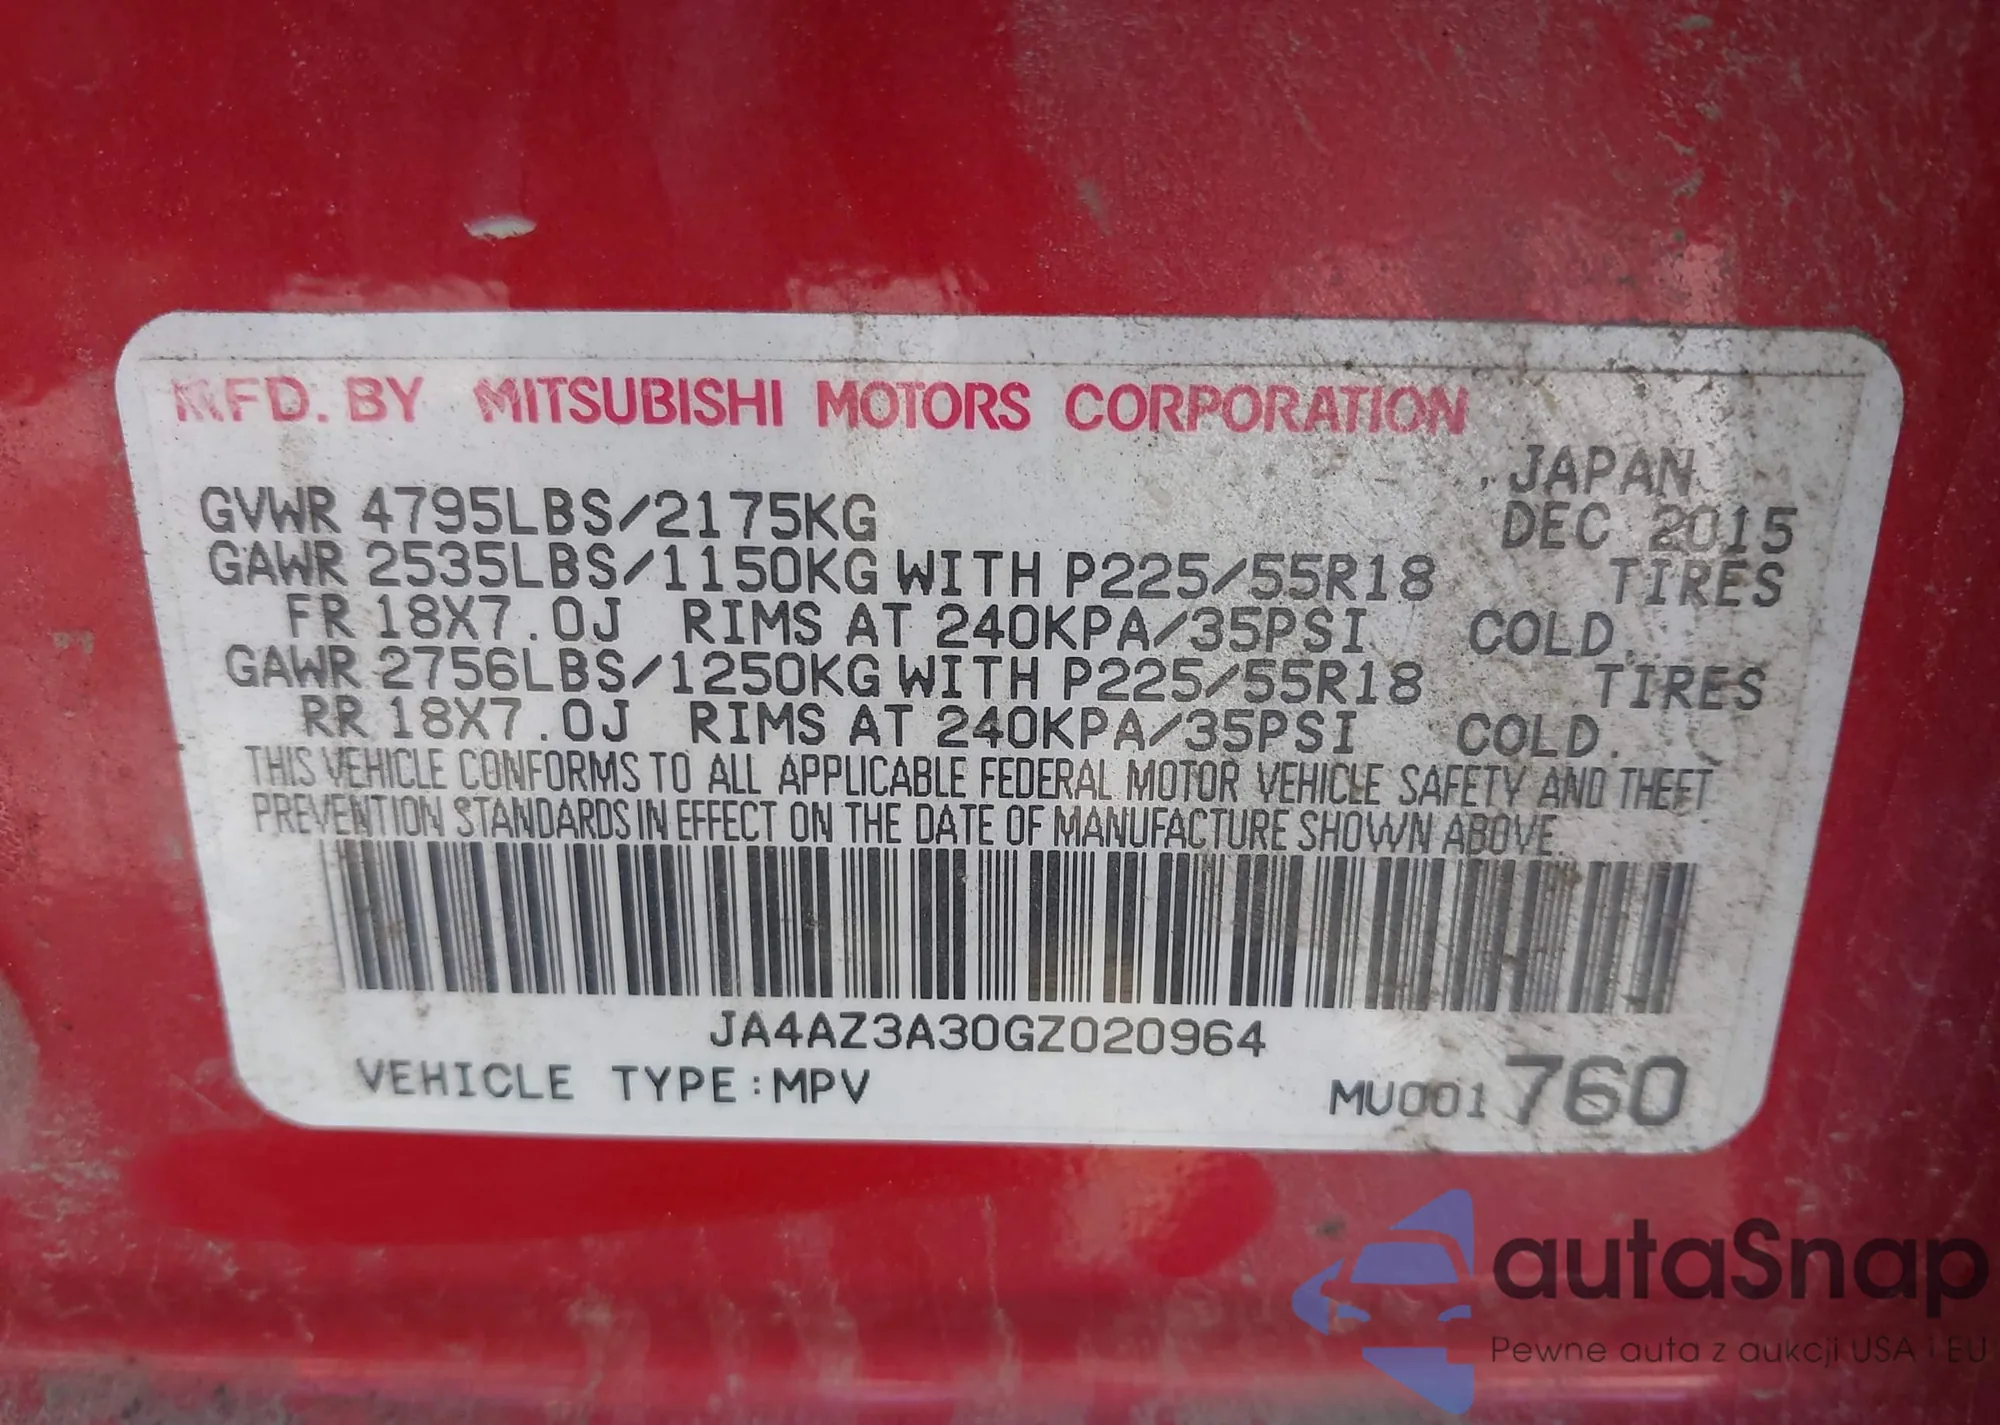 MFD. BY MITSUBISHI MOTORS CORPORATION
JAPAN
GVWR 4795LBS/2175KG DEC 2015
GAWR 2535LBS/1150KG WITH P225/55R18 TIRES
FR 18X7.0J RIMS AT 240KPA/35PSI COLD.
GAWR 2756LBS/1250KG WITH P225/55R18 TIRES
RR 18X7.0J RIMS AT 240KPA/35PSI COLD.
THIS VEHICLE CONFORMS TO ALL APPLICABLE FEDERAL MOTOR VEHICLE SAFETY AND THEFT
PREVENTION STANDARDS IN EFFECT ON THE DATE OF MANUFACTURE SHOWN ABOVE.
JA4AZ3A30GZ020964
VEHICLE TYPE:MPV MU001760
autaSnap
Pewne auta z aukcji USA i EU